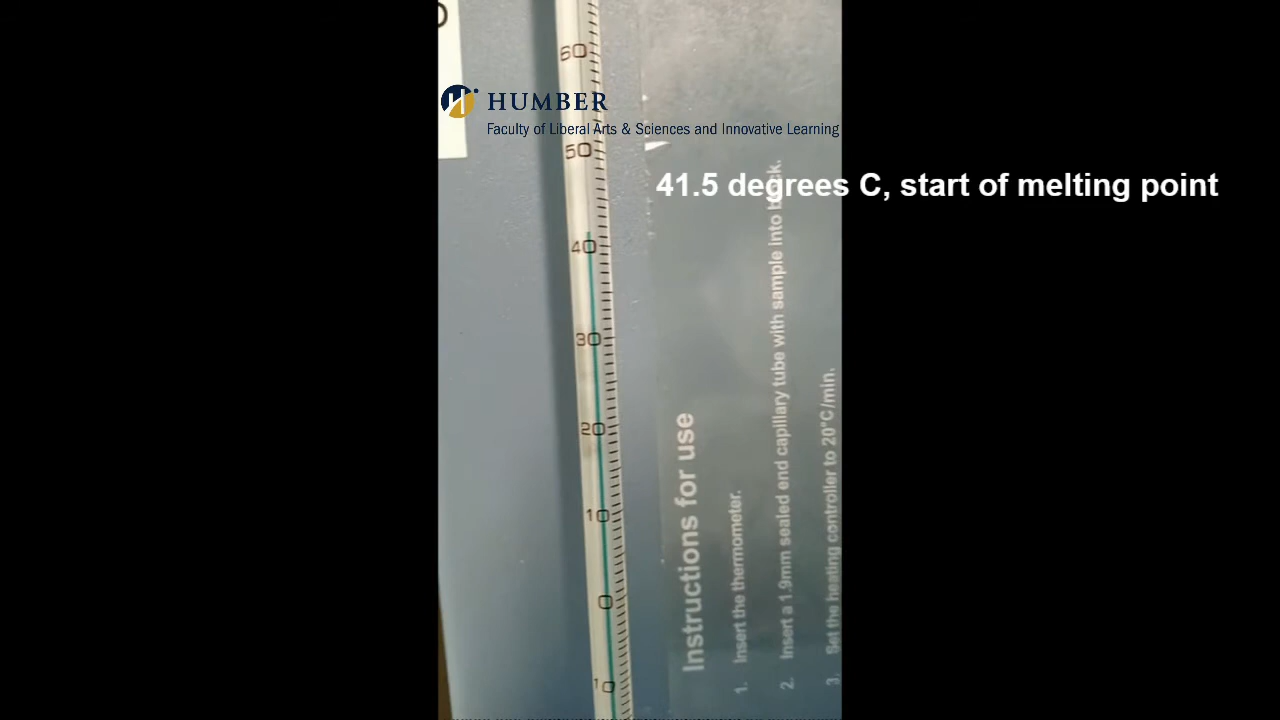 60
HUMBER
Faculty of Liberal Arts & Sciences and Innovative Learning
50
41.5 degrees C, start of melting point
40
30
20
10
0
10
Instructions for use
1. Insert the thermometer.
2. Insert a 1.9mm sealed end capillary tube with sample into block.
3. Set the heating controller to 20°C/min.